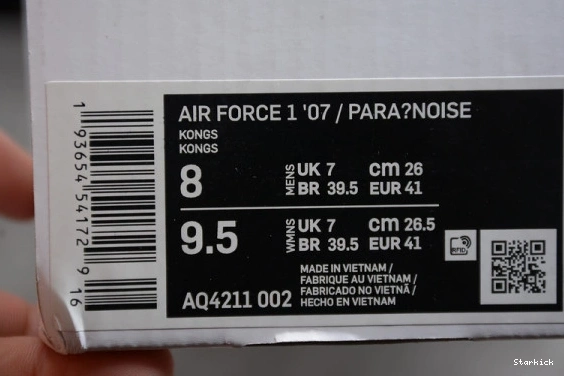 AIR FORCE 1 '07 / PARA?NOISE
KONGS
KONGS
8
MENS
UK 7 cm 26
BR 39.5 EUR 41
9.5
WMNS
UK 7 cm 26.5
BR 39.5 EUR 41
RFID
MADE IN VIETNAM /
FABRIQUE AU VIETNAM /
FABRICADO NO VIETNÃ /
HECHO EN VIETNAM
AQ4211 002
1 93654 54172 9 16
Starkick